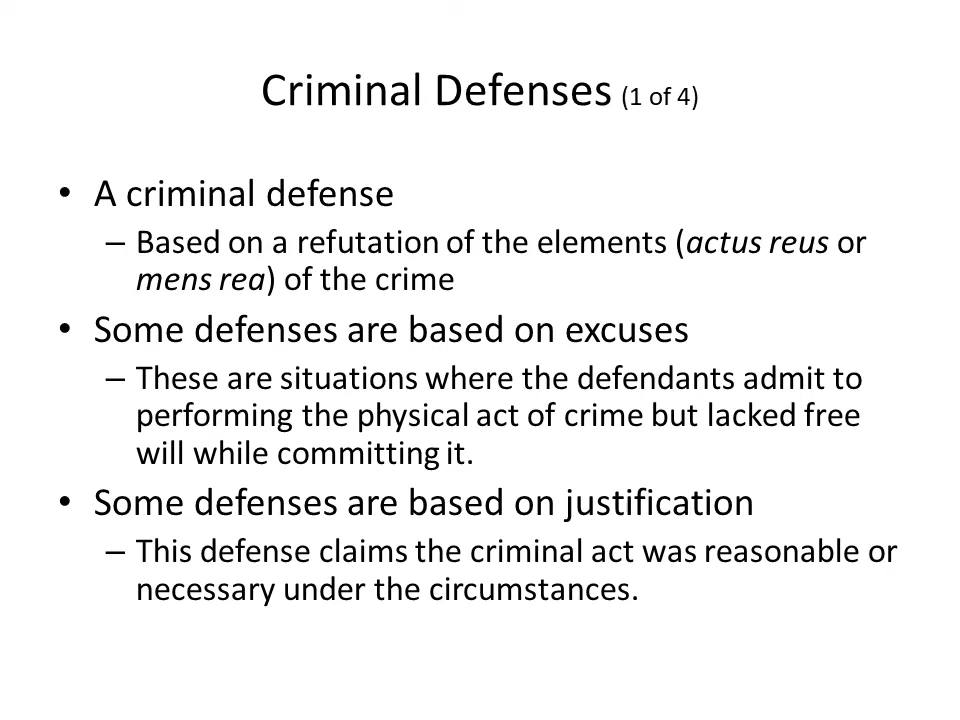 Criminal Defenses (1 of 4)
• A criminal defense
– Based on a refutation of the elements (actus reus or
mens rea) of the crime
• Some defenses are based on excuses
– These are situations where the defendants admit to
performing the physical act of crime but lacked free
will while committing it.
• Some defenses are based on justification
– This defense claims the criminal act was reasonable or
necessary under the circumstances.